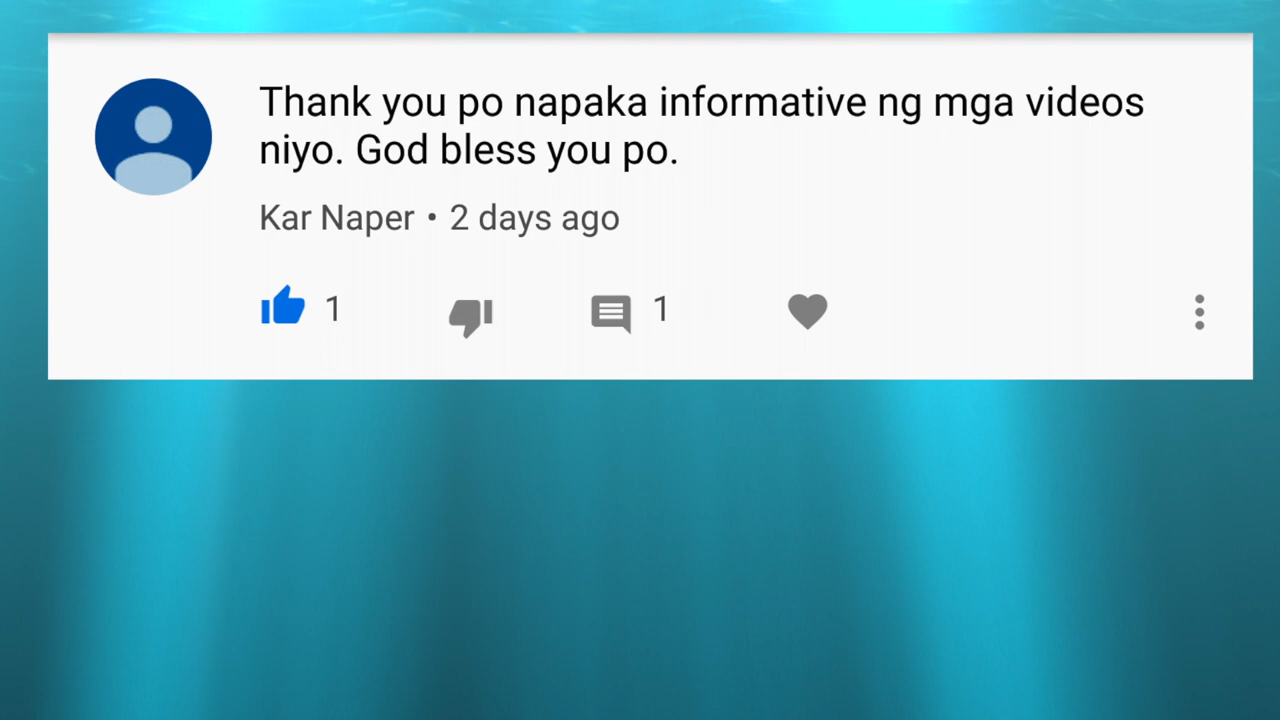 Thank you po napaka informative ng mga videos
niyo. God bless you po.
Kar Naper • 2 days ago
1
1